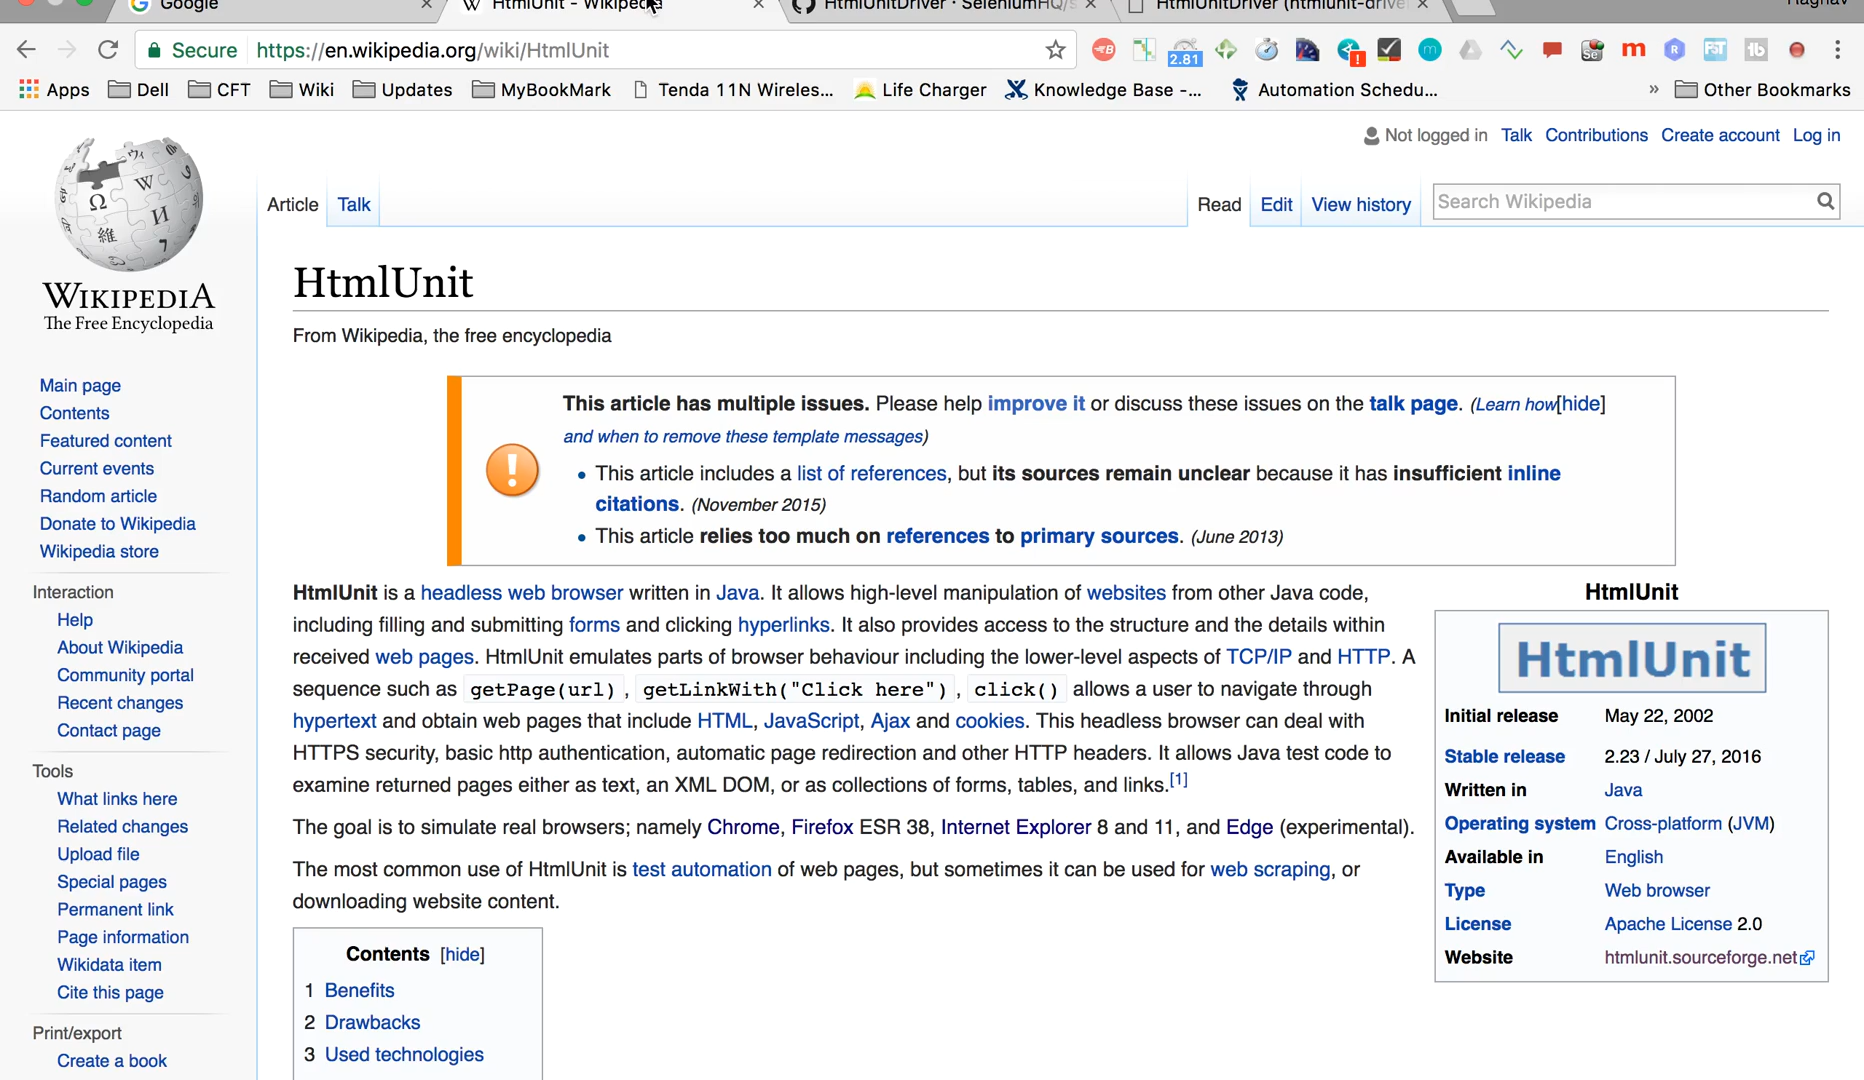 Google
HtmlUnit - Wikipedia
HtmlUnitDriver · SeleniumHQ/s
HtmlUnitDriver (htmlunit-drive
Raghav
Secure https://en.wikipedia.org/wiki/HtmlUnit
2.81
Apps Dell CFT Wiki Updates MyBookMark Tenda 11N Wireles... Life Charger Knowledge Base -... Automation Schedu... » Other Bookmarks
Not logged in Talk Contributions Create account Log in
Article Talk Read Edit View history Search Wikipedia
WIKIPEDIA
The Free Encyclopedia
HtmlUnit
From Wikipedia, the free encyclopedia
This article has multiple issues. Please help improve it or discuss these issues on the talk page. (Learn how[hide]
and when to remove these template messages)
• This article includes a list of references, but its sources remain unclear because it has insufficient inline
citations. (November 2015)
• This article relies too much on references to primary sources. (June 2013)
Main page
Contents
Featured content
Current events
Random article
Donate to Wikipedia
Wikipedia store
Interaction
Help
About Wikipedia
Community portal
Recent changes
Contact page
Tools
What links here
Related changes
Upload file
Special pages
Permanent link
Page information
Wikidata item
Cite this page
Print/export
Create a book
HtmlUnit is a headless web browser written in Java. It allows high-level manipulation of websites from other Java code,
including filling and submitting forms and clicking hyperlinks. It also provides access to the structure and the details within
received web pages. HtmlUnit emulates parts of browser behaviour including the lower-level aspects of TCP/IP and HTTP. A
sequence such as getPage(url) , getLinkWith("Click here") , click() allows a user to navigate through
hypertext and obtain web pages that include HTML, JavaScript, Ajax and cookies. This headless browser can deal with
HTTPS security, basic http authentication, automatic page redirection and other HTTP headers. It allows Java test code to
examine returned pages either as text, an XML DOM, or as collections of forms, tables, and links.[1]
The goal is to simulate real browsers; namely Chrome, Firefox ESR 38, Internet Explorer 8 and 11, and Edge (experimental).
The most common use of HtmlUnit is test automation of web pages, but sometimes it can be used for web scraping, or
downloading website content.
Contents [hide]
1 Benefits
2 Drawbacks
3 Used technologies
HtmlUnit
HtmlUnit
Initial release May 22, 2002
Stable release 2.23 / July 27, 2016
Written in Java
Operating system Cross-platform (JVM)
Available in English
Type Web browser
License Apache License 2.0
Website htmlunit.sourceforge.net